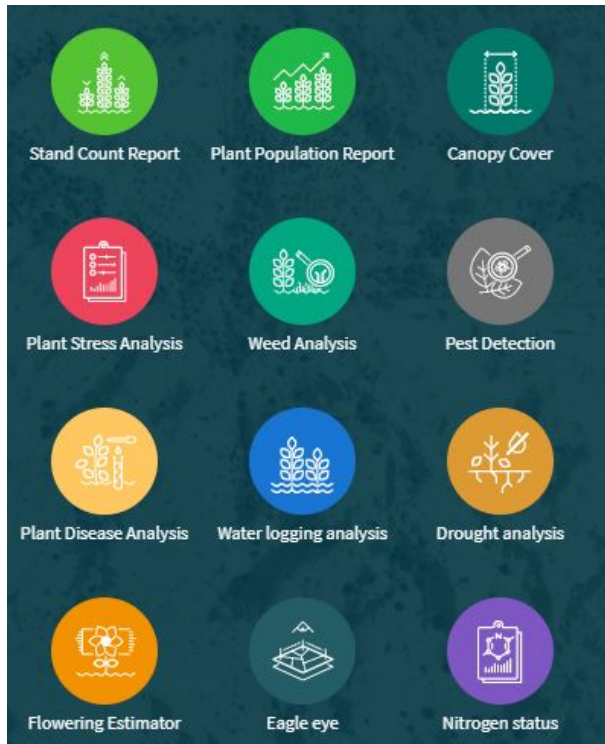 Stand Count Report
Plant Population Report
Canopy Cover
Plant Stress Analysis
Weed Analysis
Pest Detection
Plant Disease Analysis
Water logging analysis
Drought analysis
Flowering Estimator
Eagle eye
N
Nitrogen status